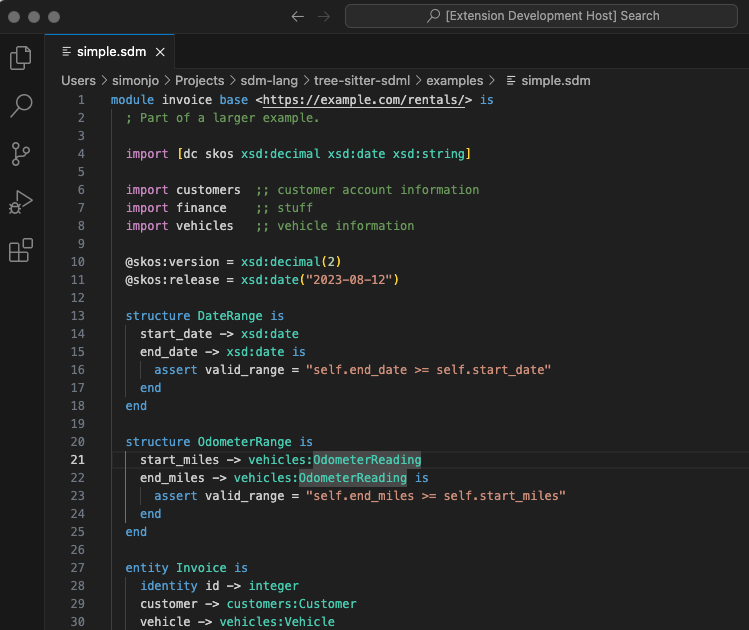 [Extension Development Host] Search
simple.sdm
Users > simonjo > Projects > sdm-lang > tree-sitter-sdml > examples > simple.sdm
1 module invoice base <https://example.com/rentals/> is
2 ; Part of a larger example.
3
4 import [dc skos xsd:decimal xsd:date xsd:string]
5
6 import customers ;; customer account information
7 import finance ;; stuff
8 import vehicles ;; vehicle information
9
10 @skos:version = xsd:decimal(2)
11 @skos:release = xsd:date("2023-08-12")
12
13 structure DateRange is
14 start_date -> xsd:date
15 end_date -> xsd:date is
16 assert valid_range = "self.end_date >= self.start_date"
17 end
18 end
19
20 structure OdometerRange is
21 start_miles -> vehicles:OdometerReading
22 end_miles -> vehicles:OdometerReading is
23 assert valid_range = "self.end_miles >= self.start_miles"
24 end
25 end
26
27 entity Invoice is
28 identity id -> integer
29 customer -> customers:Customer
30 vehicle -> vehicles:Vehicle